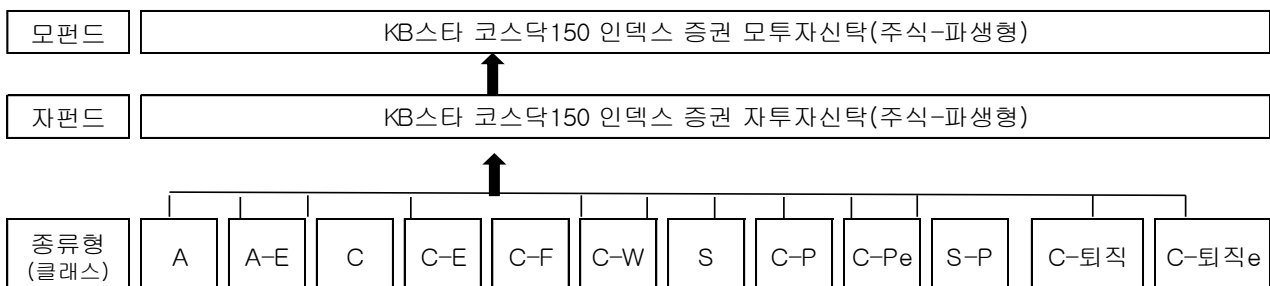 모펀드
KB스타 코스닥150 인덱스 증권 모투자신탁(주식-파생형)
자펀드
KB스타 코스닥150 인덱스 증권 자투자신탁(주식-파생형)
종류형
(클래스)
A
A-E
C
C-E
C-F
C-W
S
C-P
C-Pe
S-P
C-퇴직
C-퇴직e